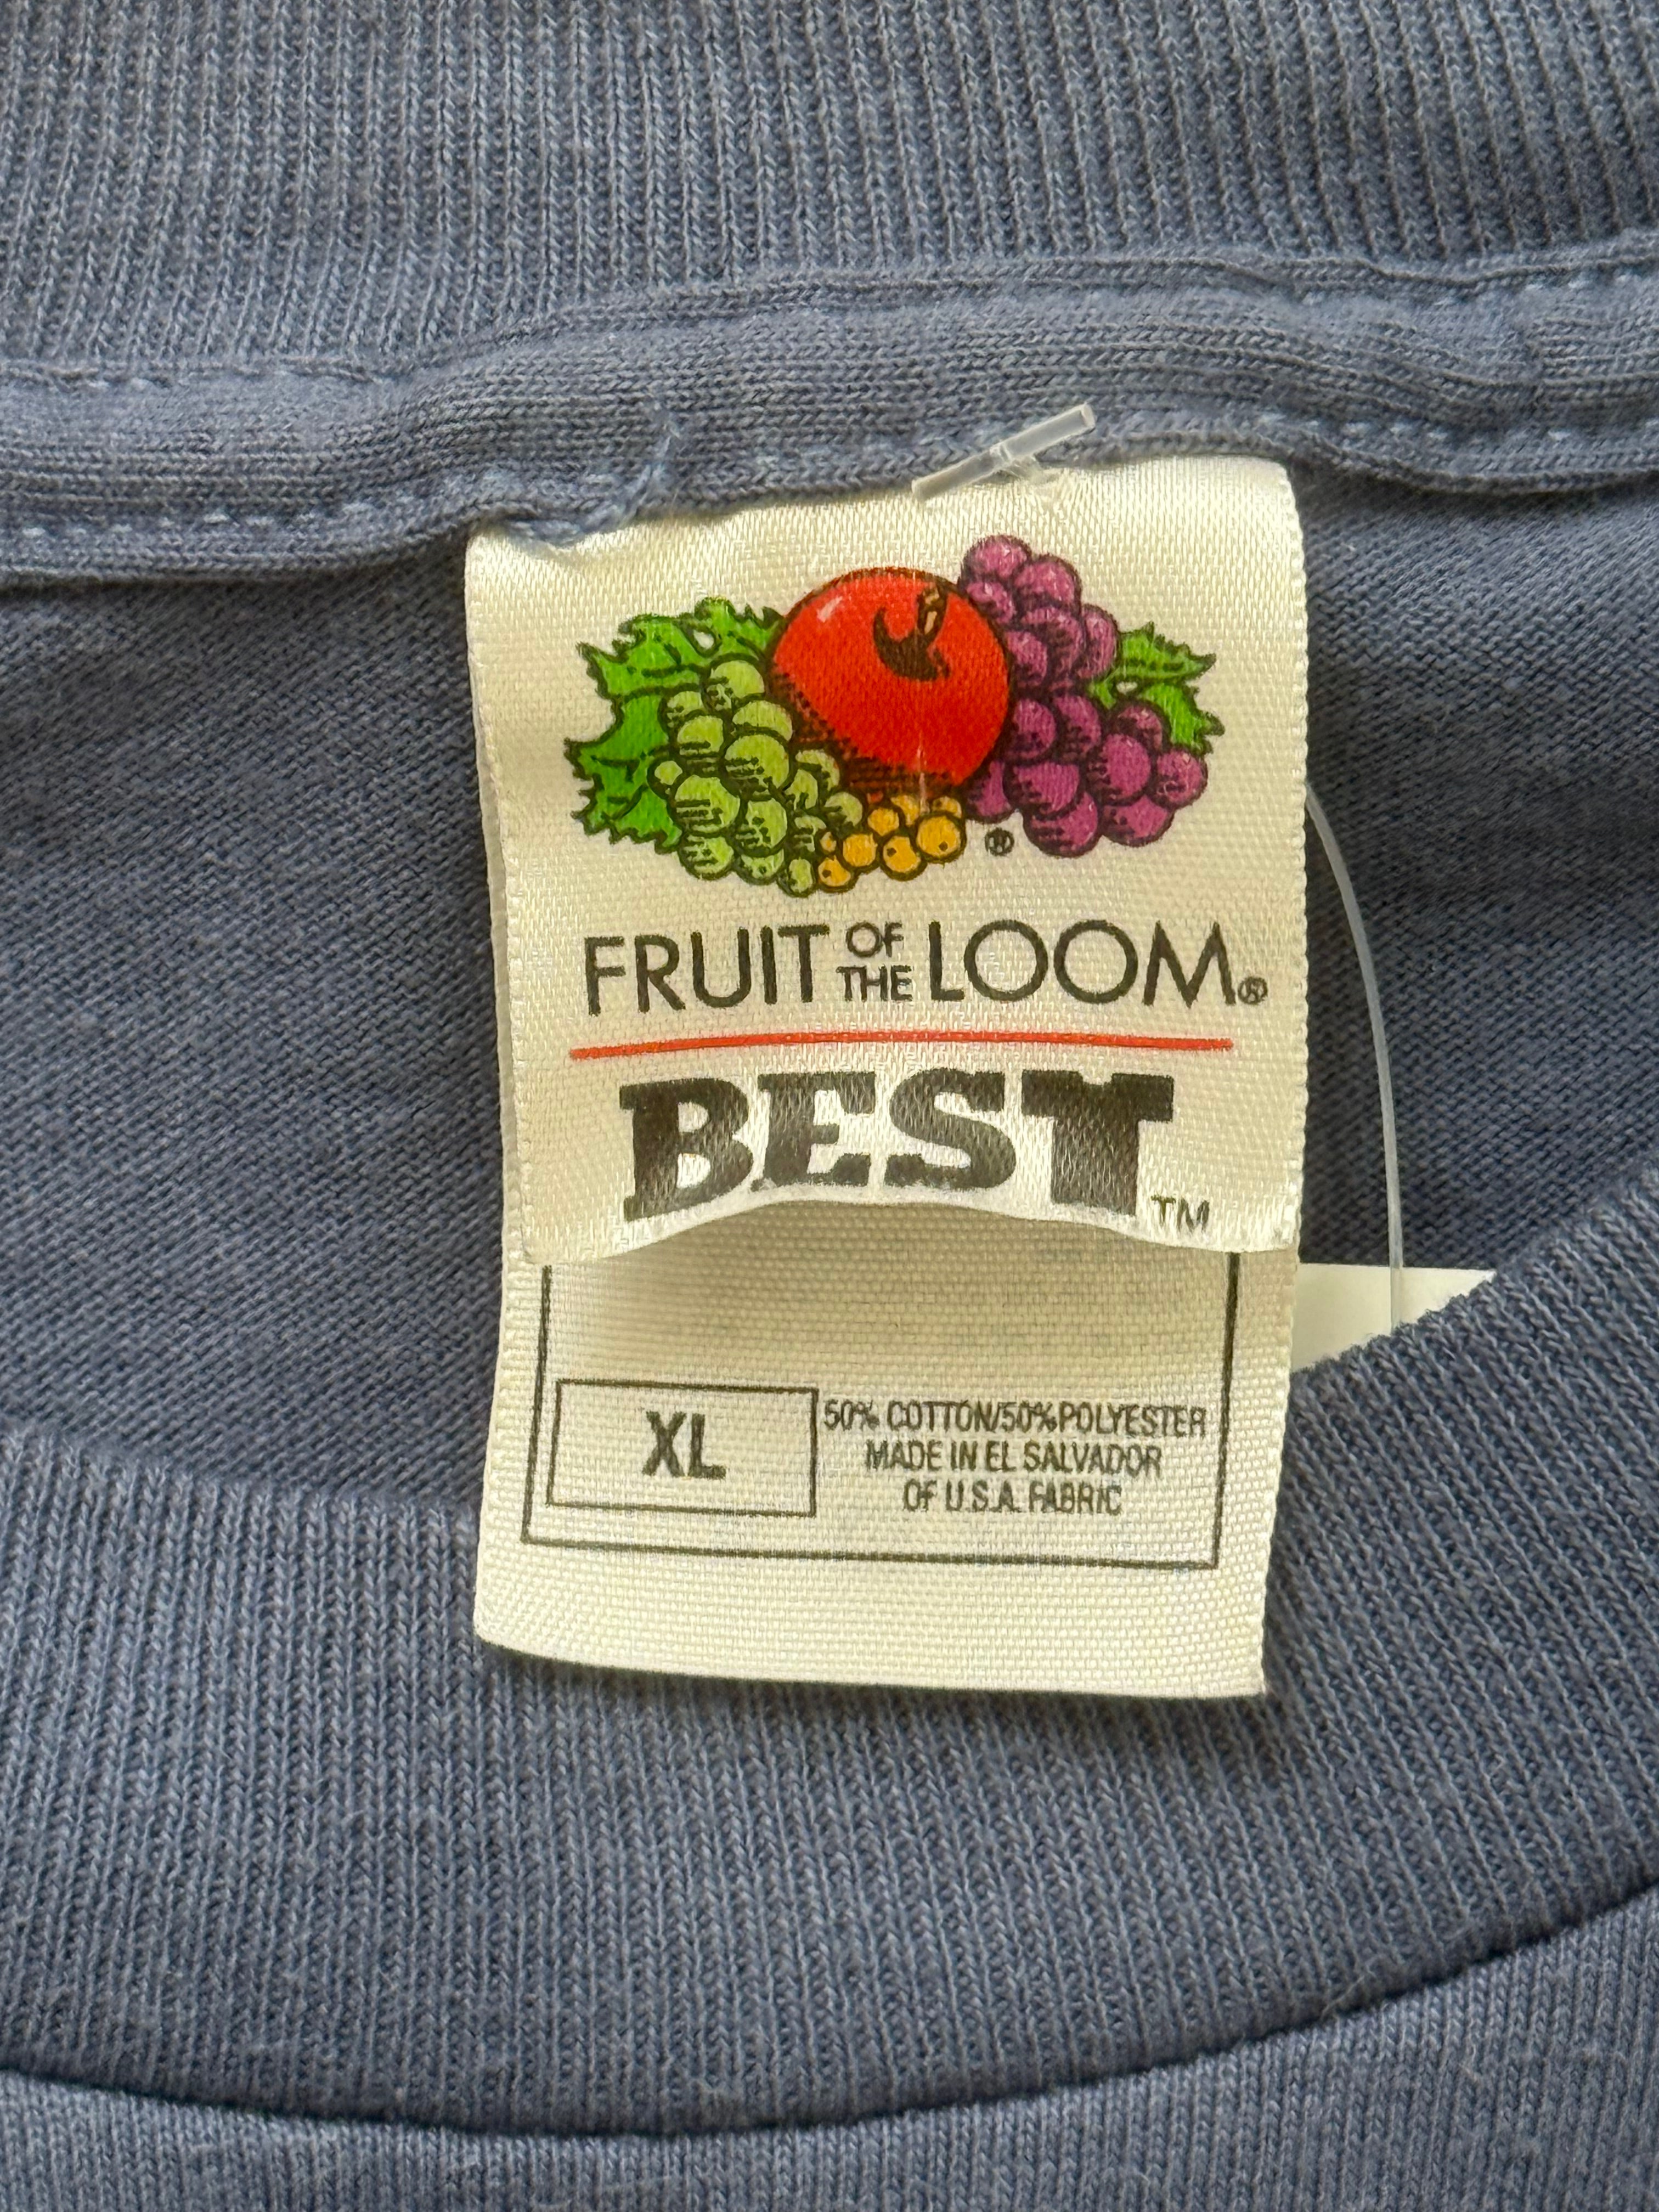 ®
FRUIT OF THE LOOM®
BEST™
XL
50% COTTON/50% POLYESTER
MADE IN EL SALVADOR
OF U.S.A. FABRIC